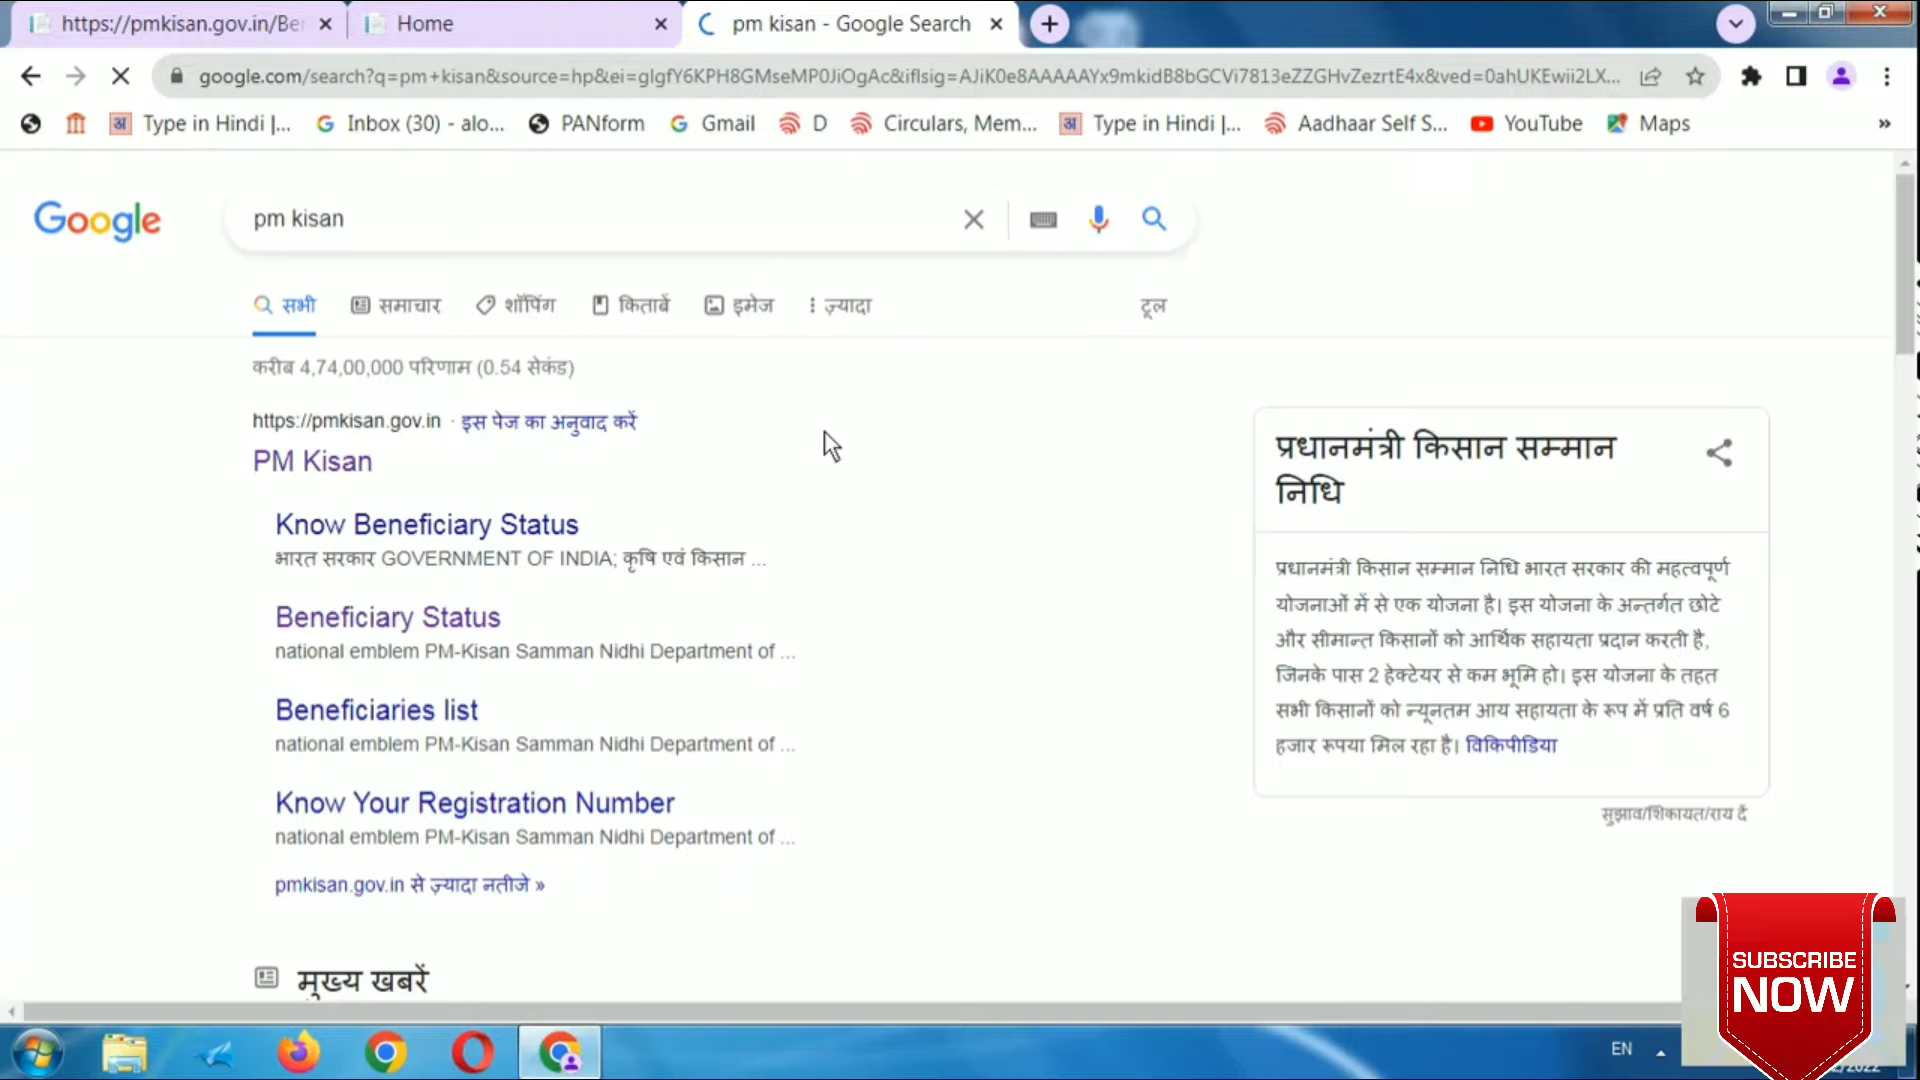 https://pmkisan.gov.in/Be
Home
pm kisan - Google Search
google.com/search?q=pm+kisan&source=hp&ei=gIgfY6KPH8GMseMP0JiOgAc&iflsig=AJiK0e8AAAAAYx9mkidB8bGCVi7813eZZGHvZezrtE4x&ved=0ahUKEwii2LX...
Type in Hindi |...
Inbox (30) - alo...
PANform
Gmail
D
Circulars, Mem...
Type in Hindi |...
Aadhaar Self S...
YouTube
Maps
»
Google
pm kisan
सभी
समाचार
शॉपिंग
किताबें
इमेज
ज़्यादा
टूल
करीब 4,74,00,000 परिणाम (0.54 सेकंड)
https://pmkisan.gov.in · इस पेज का अनुवाद करें
PM Kisan
Know Beneficiary Status
भारत सरकार GOVERNMENT OF INDIA; कृषि एवं किसान ...
Beneficiary Status
national emblem PM-Kisan Samman Nidhi Department of ...
Beneficiaries list
national emblem PM-Kisan Samman Nidhi Department of ...
Know Your Registration Number
national emblem PM-Kisan Samman Nidhi Department of ...
pmkisan.gov.in से ज़्यादा नतीजे »
मुख्य खबरें
प्रधानमंत्री किसान सम्मान
निधि
प्रधानमंत्री किसान सम्मान निधि भारत सरकार की महत्वपूर्ण
योजनाओं में से एक योजना है। इस योजना के अन्तर्गत छोटे
और सीमान्त किसानों को आर्थिक सहायता प्रदान करती है,
जिनके पास 2 हेक्टेयर से कम भूमि हो। इस योजना के तहत
सभी किसानों को न्यूनतम आय सहायता के रूप में प्रति वर्ष 6
हजार रूपया मिल रहा है। विकिपीडिया
सुझाव/शिकायत/राय दें
SUBSCRIBE
NOW
EN